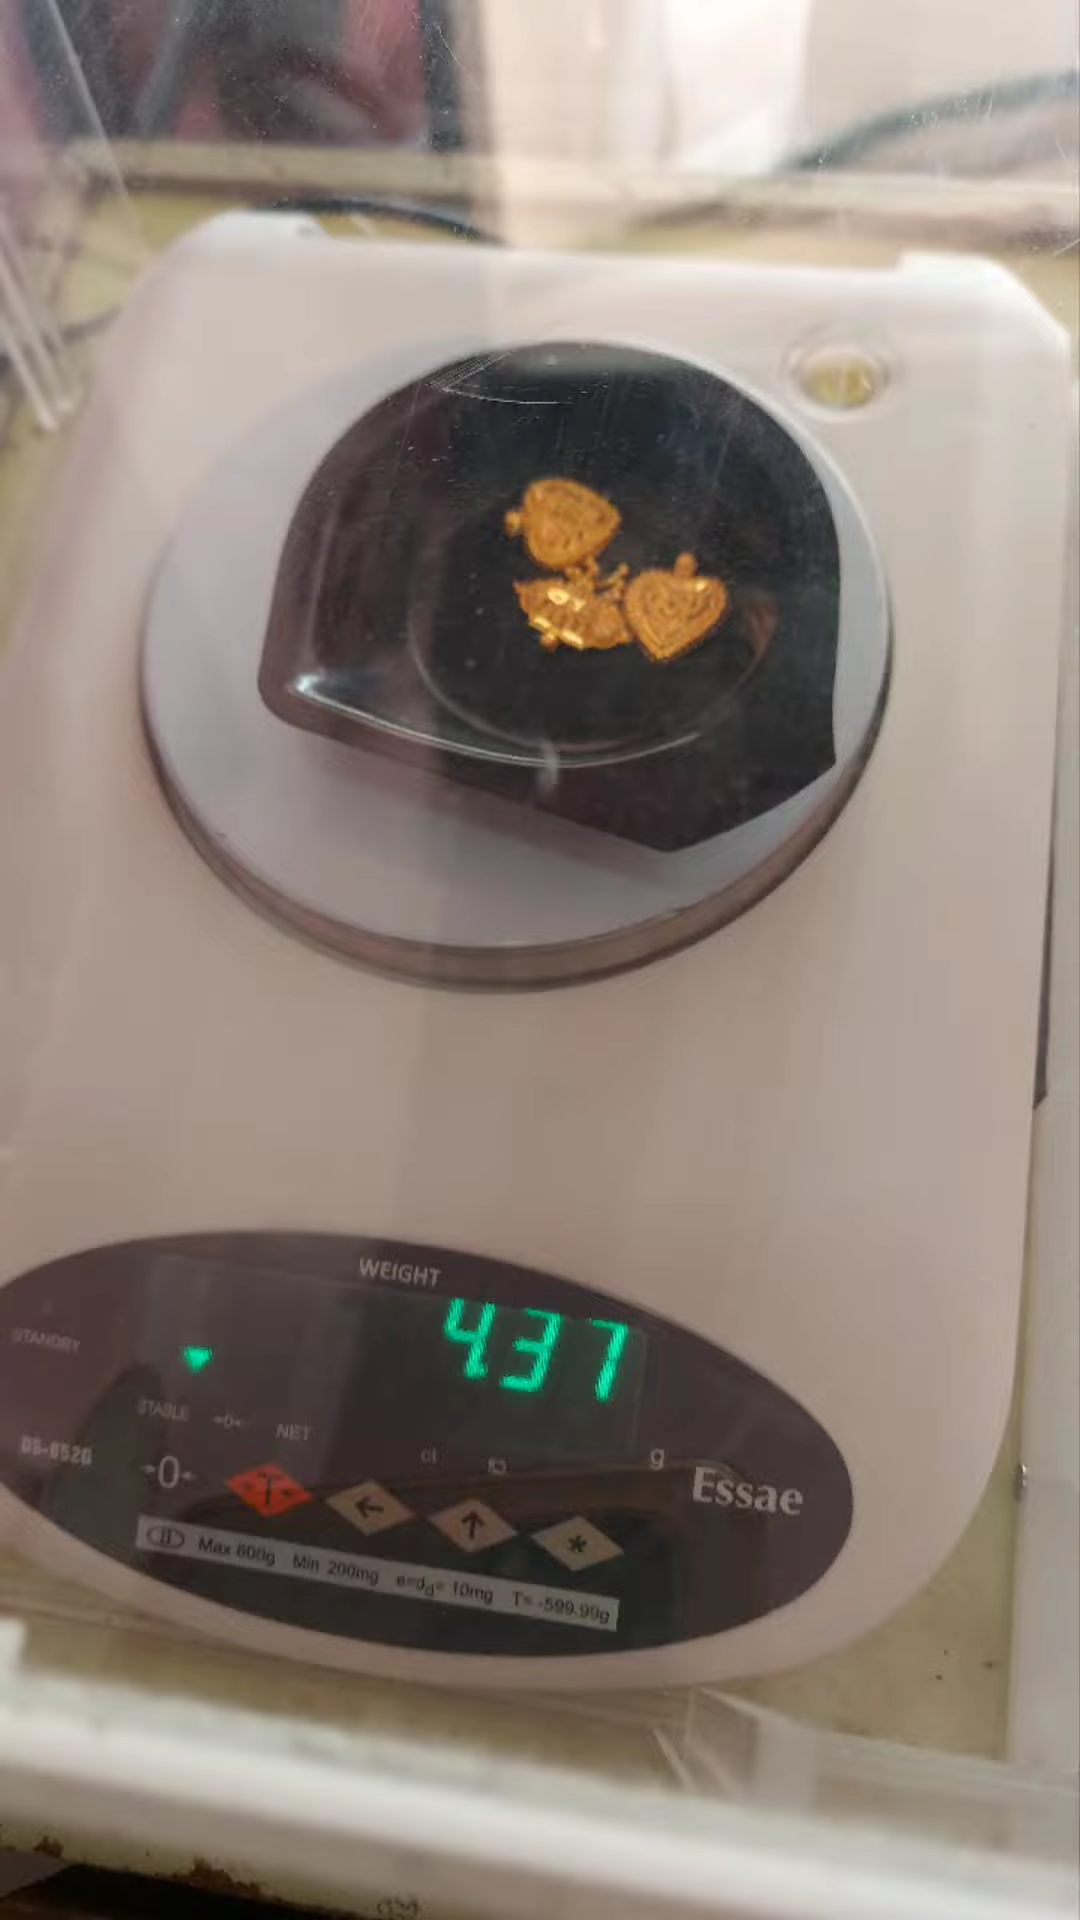 WEIGHT
4.37
STANDBY
STABLE →0← NET
DS-852G
ct g
→0← T ← ↑ *
Essae
II Max 600g Min 200mg e=d d= 10mg T= -599.99g